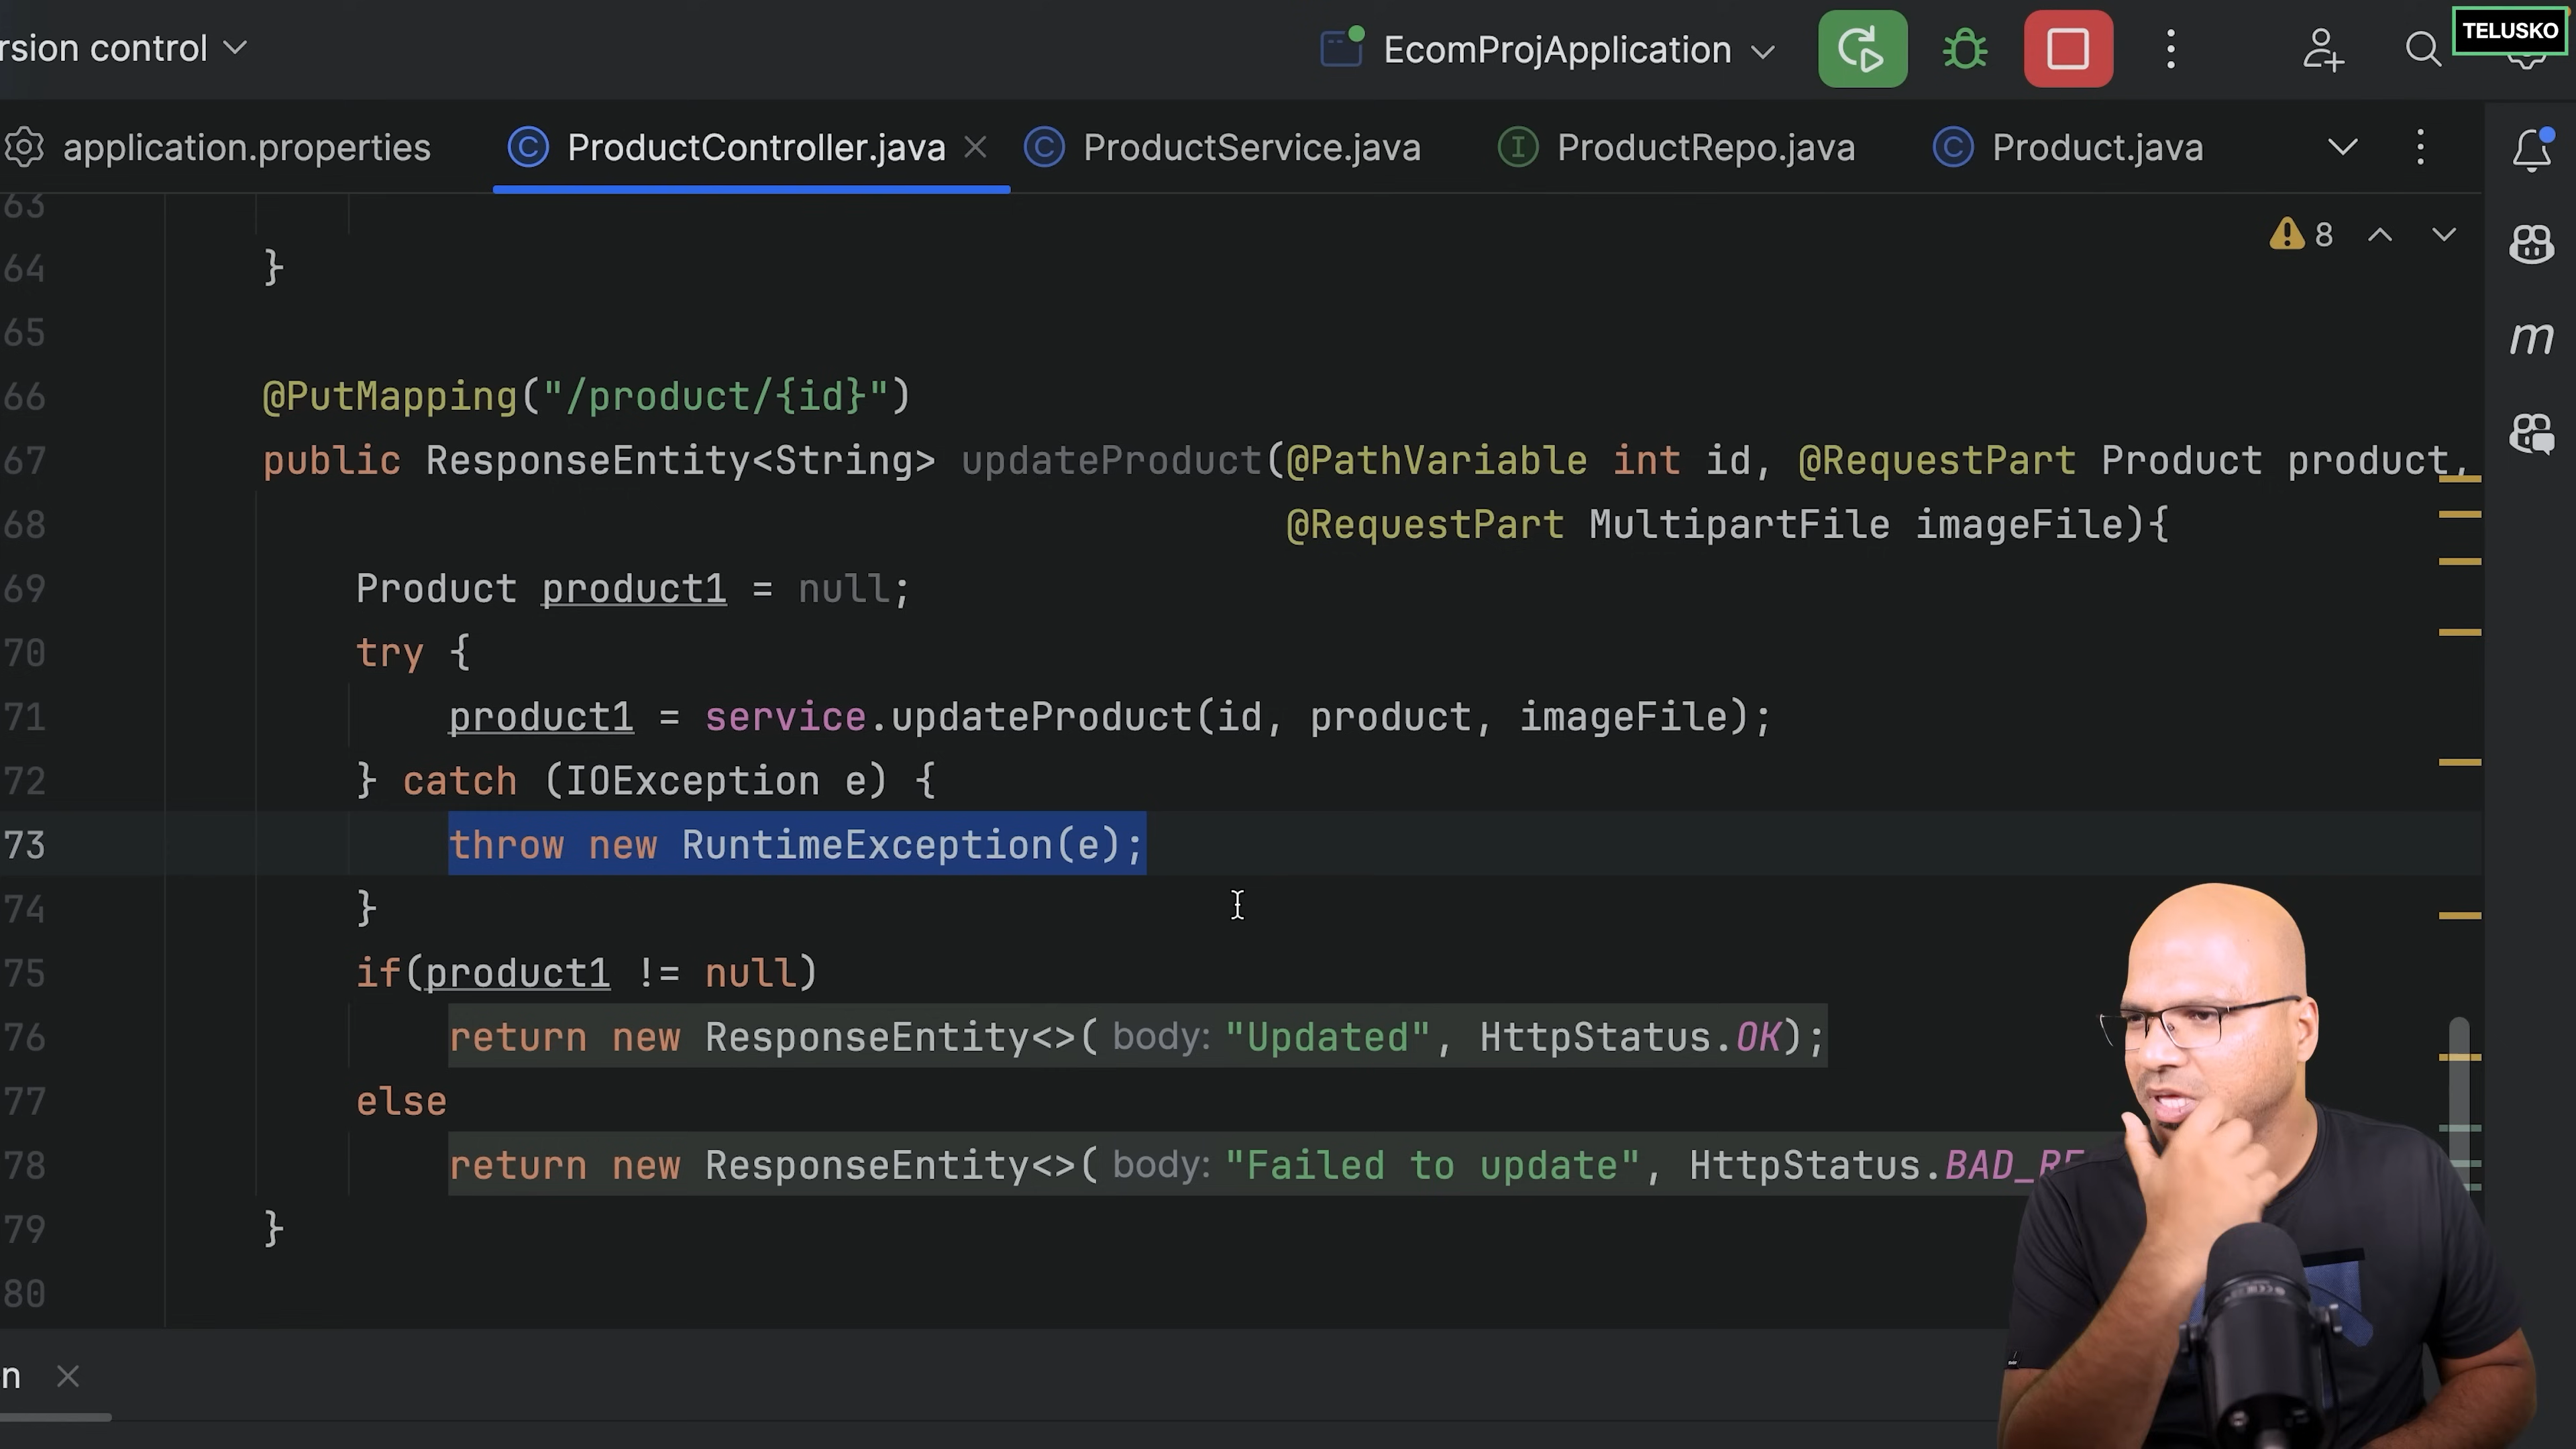 rsion control
EcomProjApplication
TELUSKO
application.properties
ProductController.java
ProductService.java
ProductRepo.java
Product.java
63
8
64 }
65
66 @PutMapping("/product/{id}")
67 public ResponseEntity<String> updateProduct(@PathVariable int id, @RequestPart Product product,
68 @RequestPart MultipartFile imageFile){
69 Product product1 = null;
70 try {
71 product1 = service.updateProduct(id, product, imageFile);
72 } catch (IOException e) {
73 throw new RuntimeException(e);
74 }
75 if(product1 != null)
76 return new ResponseEntity<>( body: "Updated", HttpStatus.OK);
77 else
78 return new ResponseEntity<>( body: "Failed to update", HttpStatus.BAD_RE
79 }
80
n
m